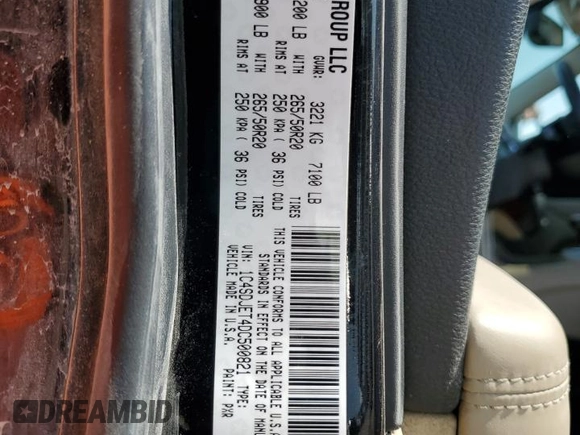 GROUP LLC
GVWR: 3221 KG 7100 LB
200 LB WITH 265/50R20 TIRES
RIMS AT 250 KPA ( 36 PSI) COLD
900 LB WITH 265/50R20 TIRES
RIMS AT 250 KPA ( 36 PSI) COLD
THIS VEHICLE CONFORMS TO ALL APPLICABLE U.S.A.
STANDARDS IN EFFECT ON THE DATE OF MANU
VIN: 1C4SDJET4DC500821 TYPE:
VEHICLE MADE IN U.S.A. PAINT: PXR
DREAMBID